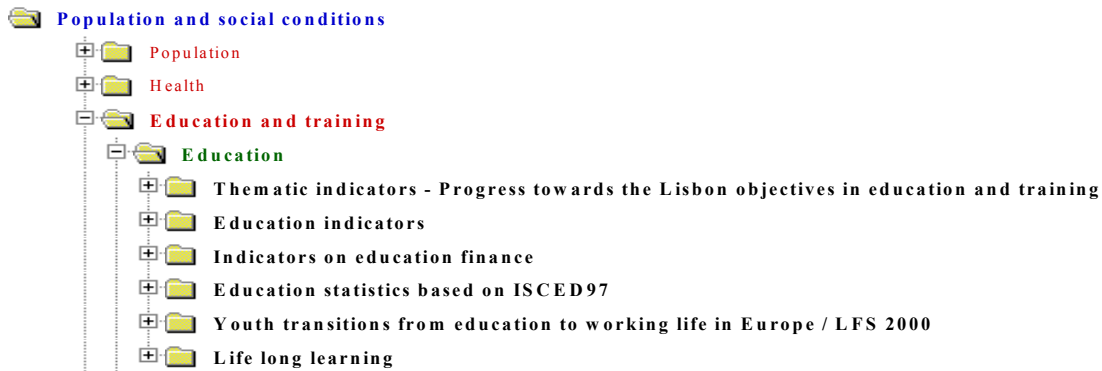 Population and social conditions
Population
Health
Education and training
Education
Thematic indicators - Progress towards the Lisbon objectives in education and training
Education indicators
Indicators on education finance
Education statistics based on ISCED97
Youth transitions from education to working life in Europe / LFS 2000
Life long learning